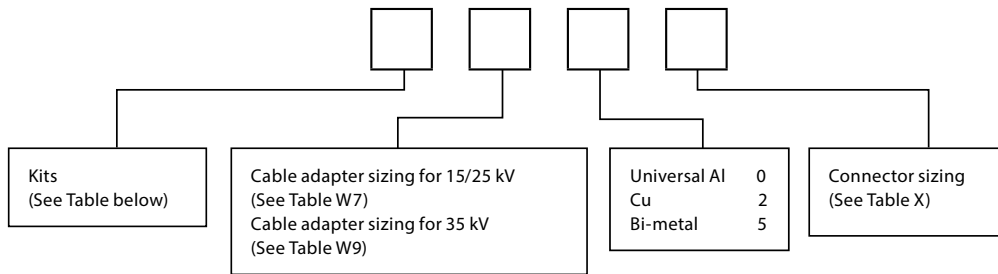 Kits
(See Table below)
Cable adapter sizing for 15/25 kV
(See Table W7)
Cable adapter sizing for 35 kV
(See Table W9)
Universal Al 0
Cu 2
Bi-metal 5
Connector sizing
(See Table X)